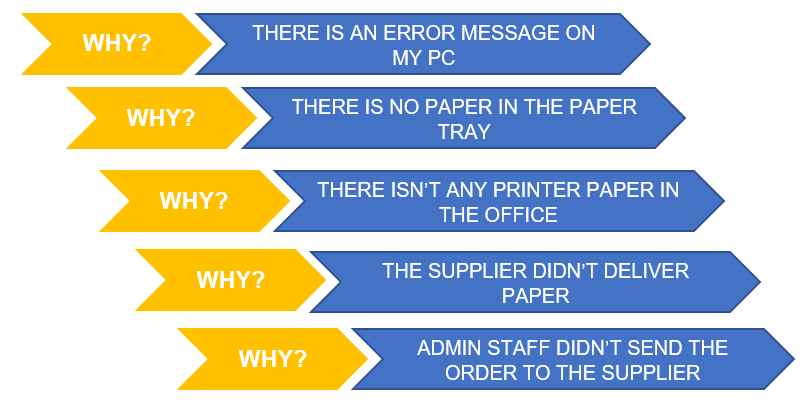 WHY?
THERE IS AN ERROR MESSAGE ON
MY PC
WHY?
THERE IS NO PAPER IN THE PAPER
TRAY
WHY?
THERE ISN’T ANY PRINTER PAPER IN
THE OFFICE
WHY?
THE SUPPLIER DIDN’T DELIVER
PAPER
WHY?
ADMIN STAFF DIDN’T SEND THE
ORDER TO THE SUPPLIER